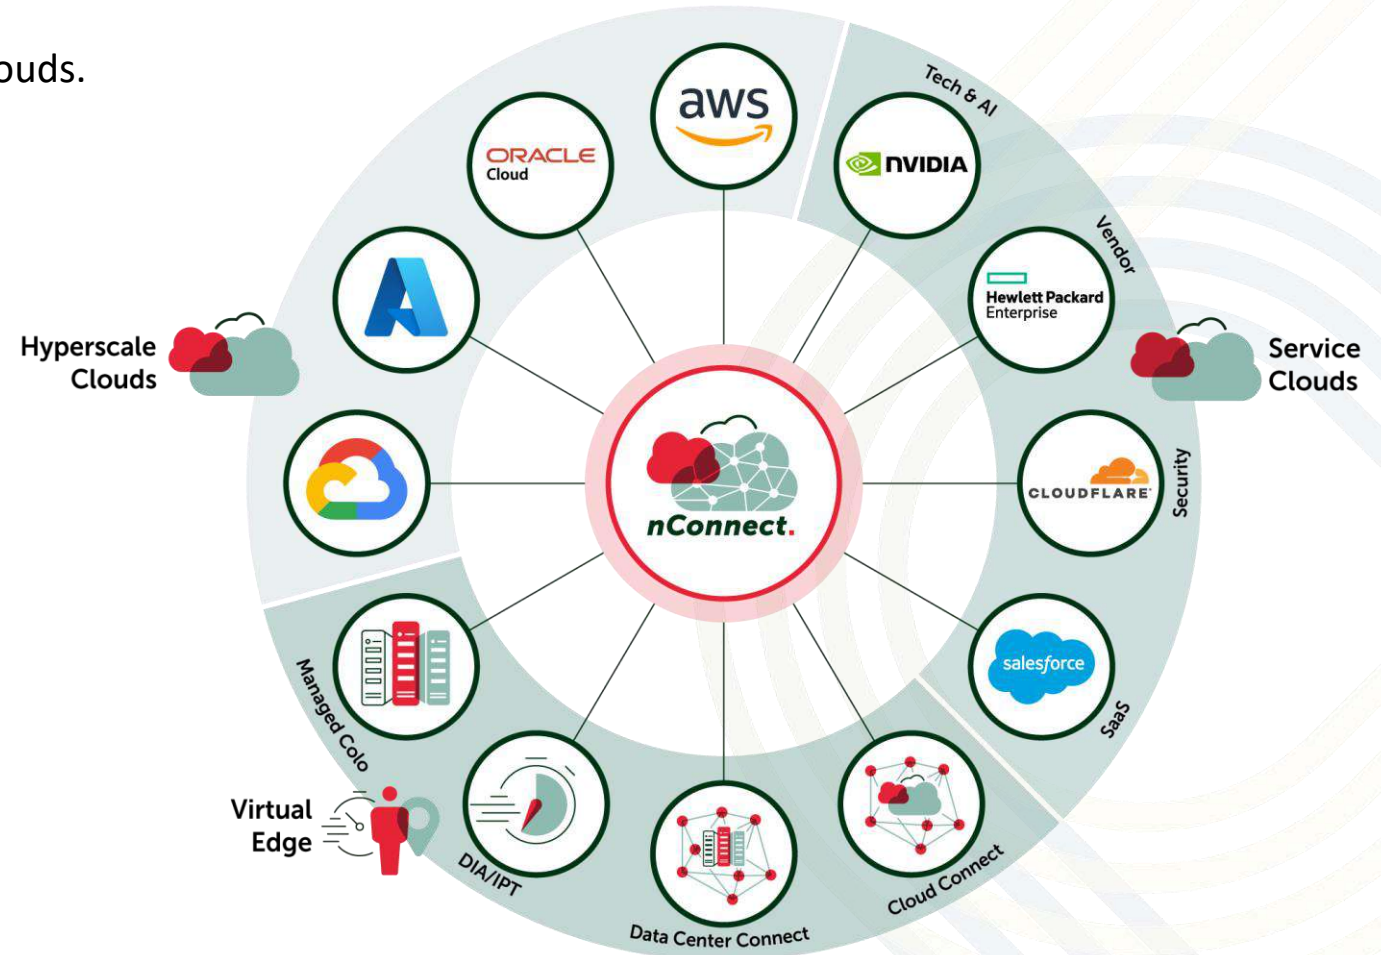 ouds.
aws
Tech & AI
ORACLE
Cloud
NVIDIA
Vendor
Hewlett Packard
Enterprise
Hyperscale
Clouds
Service
Clouds
nConnect.
CLOUDFLARE
Security
salesforce
SaaS
Managed Colo
Virtual
Edge
DIA/IPT
Data Center Connect
Cloud Connect